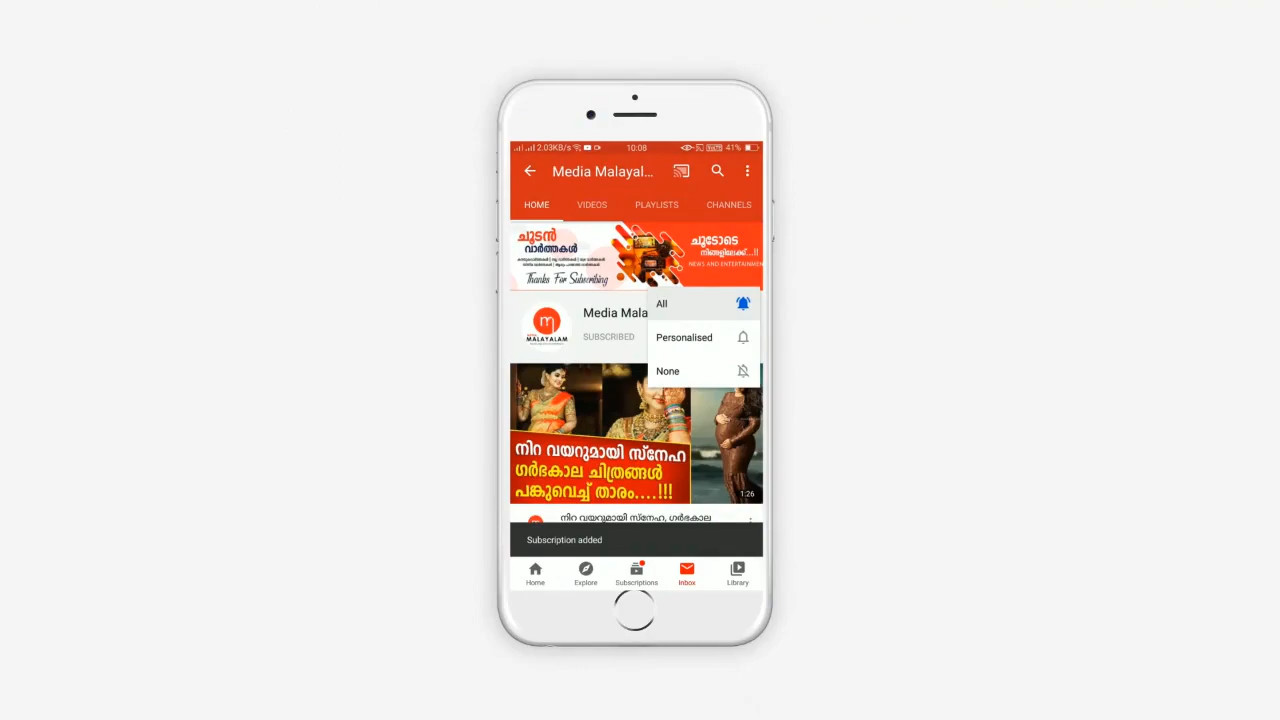 2.03KB/s
10:08
41%
Media Malayal...
HOME
VIDEOS
PLAYLISTS
CHANNELS
ചൂടൻ
വാർത്തകൾ
Thanks For Subscribing
ചൂടോടെ
നിങ്ങളിലേക്ക്...!!
NEWS AND ENTERTAINMEN
All
Personalised
None
Media Mala
SUBSCRIBED
MALAYALAM
നിറ വയറുമായി സ്നേഹ
ഗർഭകാല ചിത്രങ്ങൾ
പങ്കുവെച്ച് താരം....!!!
1:26
നിറ വയറുമായി സ്നേഹ, ഗർഭകാല
Subscription added
Home
Explore
Subscriptions
Inbox
Library